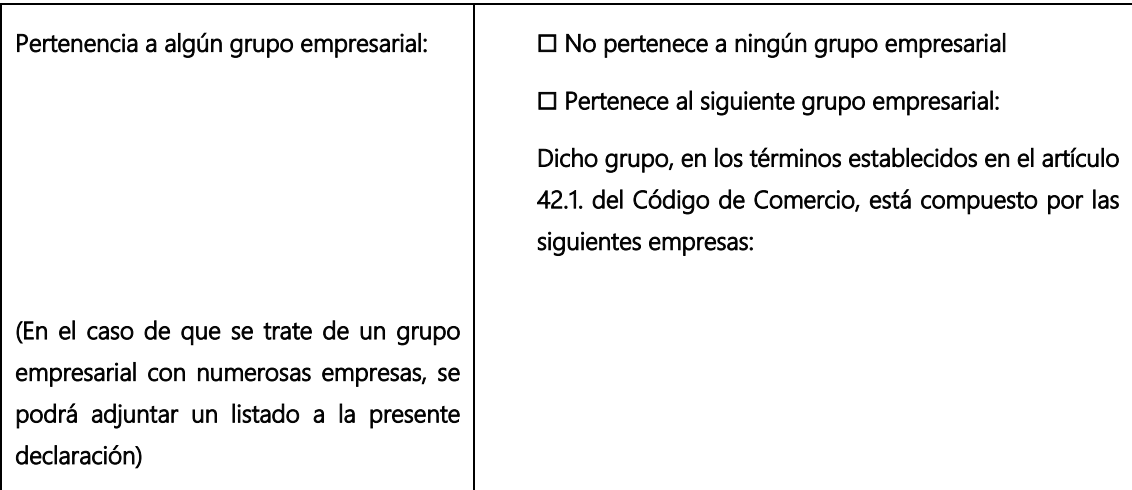 Pertenencia a algún grupo empresarial:
(En el caso de que se trate de un grupo
empresarial con numerosas empresas, se
podrá adjuntar un listado a la presente
declaración)
☐ No pertenece a ningún grupo empresarial
☐ Pertenece al siguiente grupo empresarial:
Dicho grupo, en los términos establecidos en el artículo
42.1. del Código de Comercio, está compuesto por las
siguientes empresas: